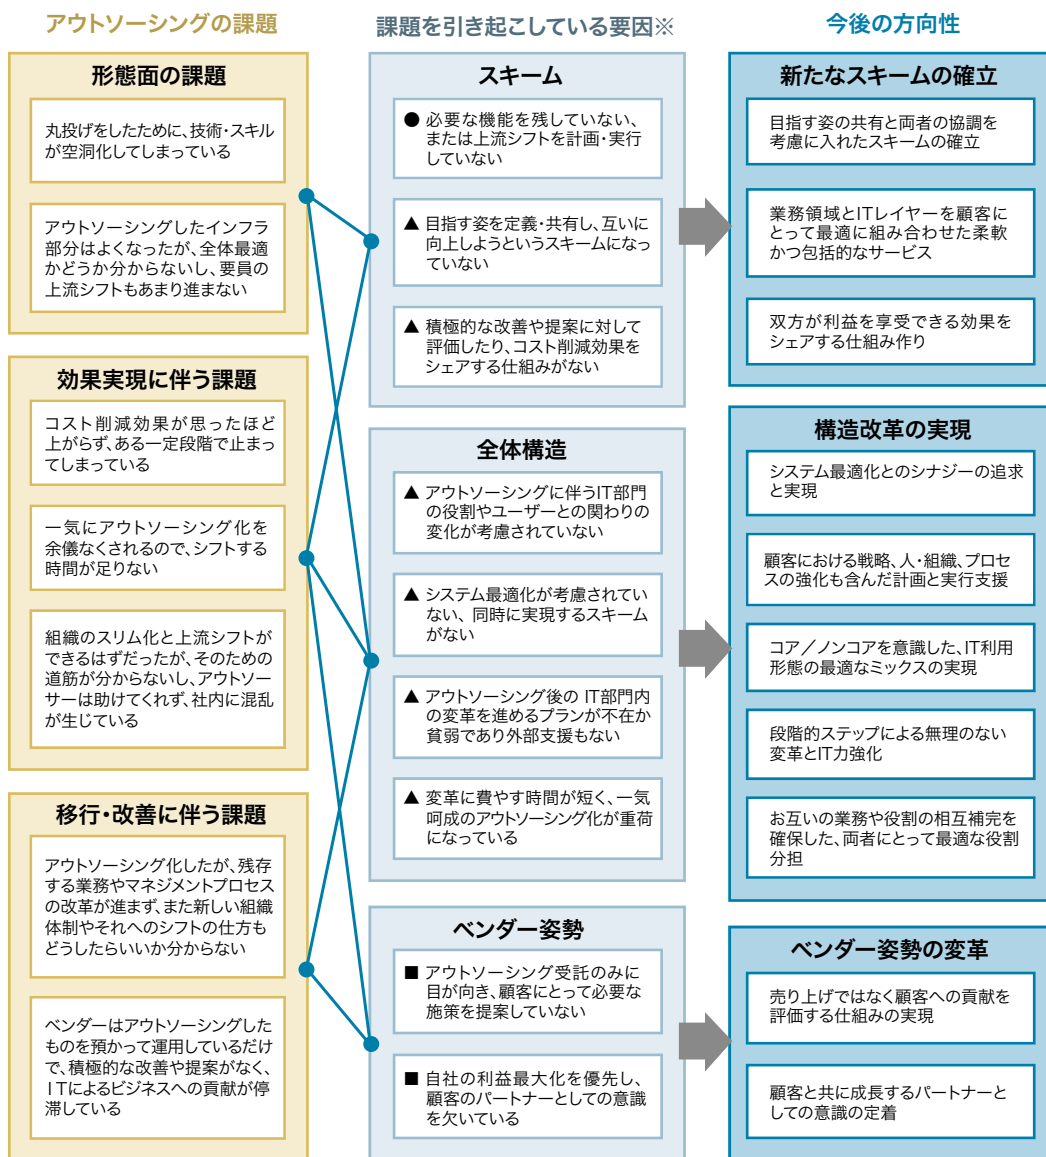 アウトソーシングの課題
形態面の課題
丸投げをしたために、技術・スキル
が空洞化してしまっている
アウトソーシングしたインフラ
部分はよくなったが、全体最適
かどうか分からないし、要員の
上流シフトもあまり進まない
効果実現に伴う課題
コスト削減効果が思ったほど
上がらず、ある一定段階で止まっ
てしまっている
一気にアウトソーシング化を
余儀なくされるので、シフトする
時間が足りない
組織のスリム化と上流シフトが
できるはずだったが、そのための
道筋が分からないし、アウトソー
サーは助けてくれず、社内に混乱
が生じている
移行・改善に伴う課題
アウトソーシング化したが、残存
する業務やマネジメントプロセス
の改革が進まず、また新しい組織
体制やそれへのシフトの仕方も
どうしたらいいか分からない
ベンダーはアウトソーシングした
ものを預かって運用しているだけ
で、積極的な改善や提案がなく、
ITによるビジネスへの貢献が停
滞している
課題を引き起こしている要因※
スキーム
● 必要な機能を残していない、
または上流シフトを計画・実行
していない
▲ 目指す姿を定義・共有し、互いに
向上しようというスキームになっ
ていない
▲ 積極的な改善や提案に対して
評価したり、コスト削減効果を
シェアする仕組みがない
全体構造
▲ アウトソーシングに伴うIT部門
の役割やユーザーとの関わりの
変化が考慮されていない
▲ システム最適化が考慮されてい
ない、同時に実現するスキーム
がない
▲ アウトソーシング後の IT部門内
の変革を進めるプランが不在か
貧弱であり外部支援もない
▲ 変革に費やす時間が短く、一気
呵成のアウトソーシング化が重荷
になっている
ベンダー姿勢
■ アウトソーシング受託のみに
目が向き、顧客にとって必要な
施策を提案していない
■ 自社の利益最大化を優先し、
顧客のパートナーとしての意識
を欠いている
今後の方向性
新たなスキームの確立
目指す姿の共有と両者の協調を
考慮に入れたスキームの確立
業務領域とITレイヤーを顧客に
とって最適に組み合わせた柔軟
かつ包括的なサービス
双方が利益を享受できる効果を
シェアする仕組み作り
構造改革の実現
システム最適化とのシナジーの追求
と実現
顧客における戦略、人・組織、プロセ
スの強化も含んだ計画と実行支援
コア／ノンコアを意識した、IT利用
形態の最適なミックスの実現
段階的ステップによる無理のない
変革とIT力強化
お互いの業務や役割の相互補完を
確保した、両者にとって最適な役割
分担
ベンダー姿勢の変革
売り上げではなく顧客への貢献を
評価する仕組みの実現
顧客と共に成長するパートナーと
しての意識の定着